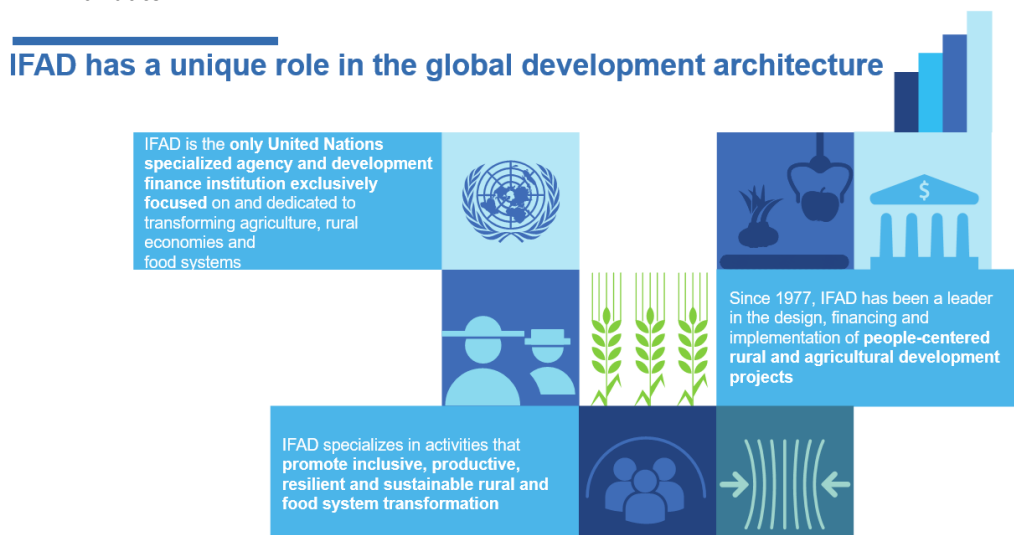 IFAD has a unique role in the global development architecture
IFAD is the only United Nations
specialized agency and development
finance institution exclusively
focused on and dedicated to
transforming agriculture, rural
economies and
food systems
$
Since 1977, IFAD has been a leader
in the design, financing and
implementation of people-centered
rural and agricultural development
projects
IFAD specializes in activities that
promote inclusive, productive,
resilient and sustainable rural and
food system transformation